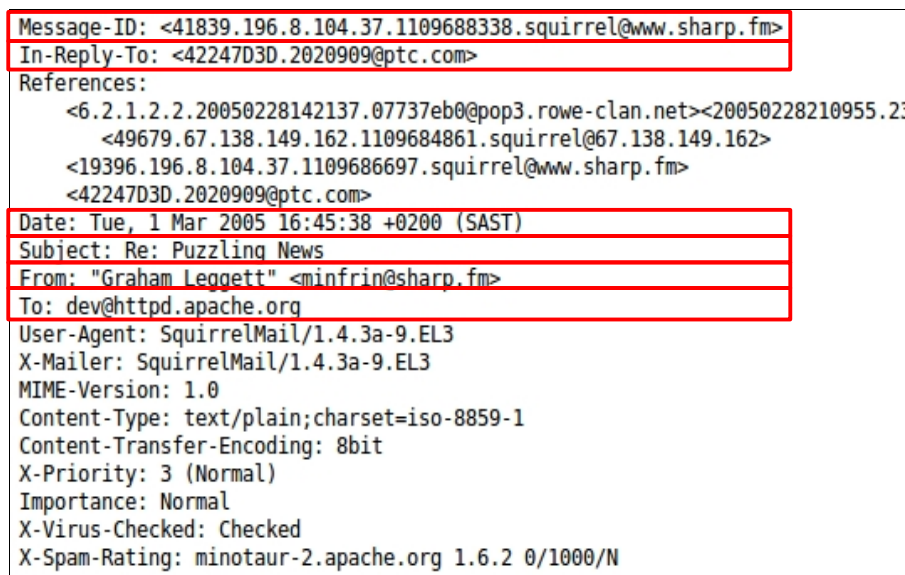 Message-ID: <41839.196.8.104.37.1109688338.squirrel@www.sharp.fm>
In-Reply-To: <42247D3D.2020909@ptc.com>
References:
<6.2.1.2.2.20050228142137.07737eb0@pop3.rowe-clan.net><20050228210955.23
<49679.67.138.149.162.1109684861.squirrel@67.138.149.162>
<19396.196.8.104.37.1109686697.squirrel@www.sharp.fm>
<42247D3D.2020909@ptc.com>
Date: Tue, 1 Mar 2005 16:45:38 +0200 (SAST)
Subject: Re: Puzzling News
From: "Graham Leggett" <minfrin@sharp.fm>
To: dev@httpd.apache.org
User-Agent: SquirrelMail/1.4.3a-9.EL3
X-Mailer: SquirrelMail/1.4.3a-9.EL3
MIME-Version: 1.0
Content-Type: text/plain;charset=iso-8859-1
Content-Transfer-Encoding: 8bit
X-Priority: 3 (Normal)
Importance: Normal
X-Virus-Checked: Checked
X-Spam-Rating: minotaur-2.apache.org 1.6.2 0/1000/N